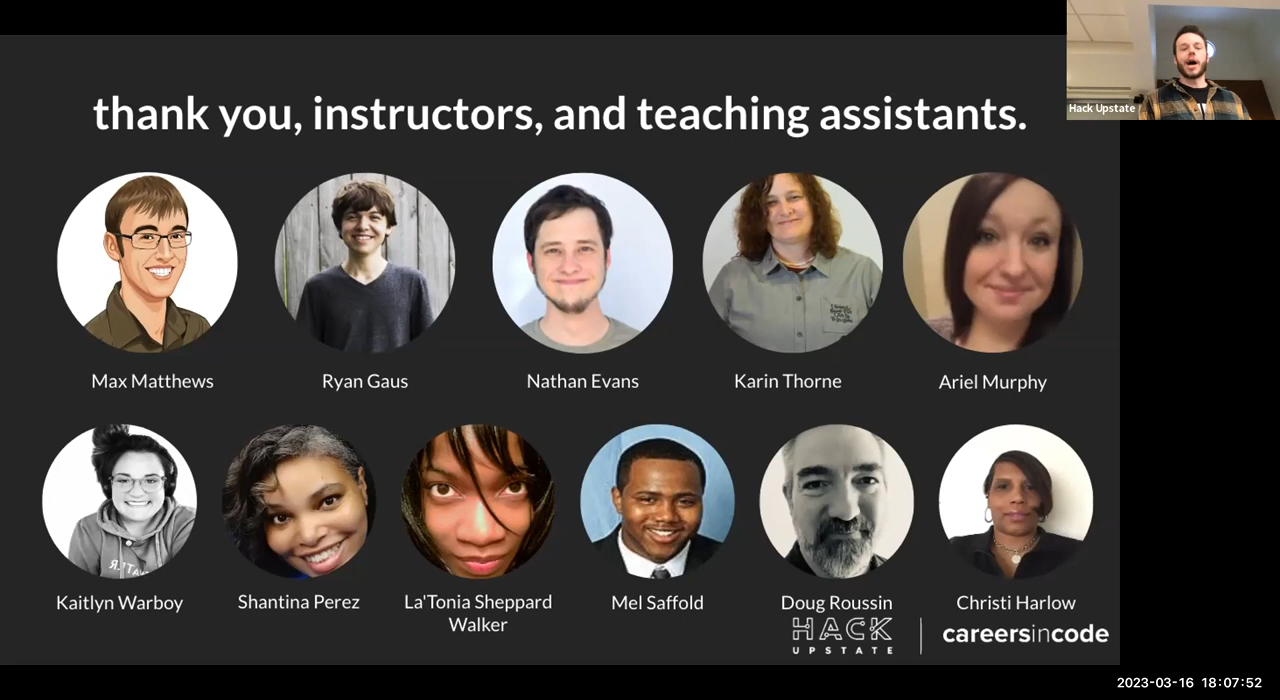 thank you, instructors, and teaching assistants.
Hack Upstate
Max Matthews
Ryan Gaus
Nathan Evans
Karin Thorne
Ariel Murphy
Kaitlyn Warboy
Shantina Perez
La'Tonia Sheppard
Walker
Mel Saffold
Doug Roussin
Christi Harlow
HACK
UPSTATE
careersincode
2023-03-16 18:07:52